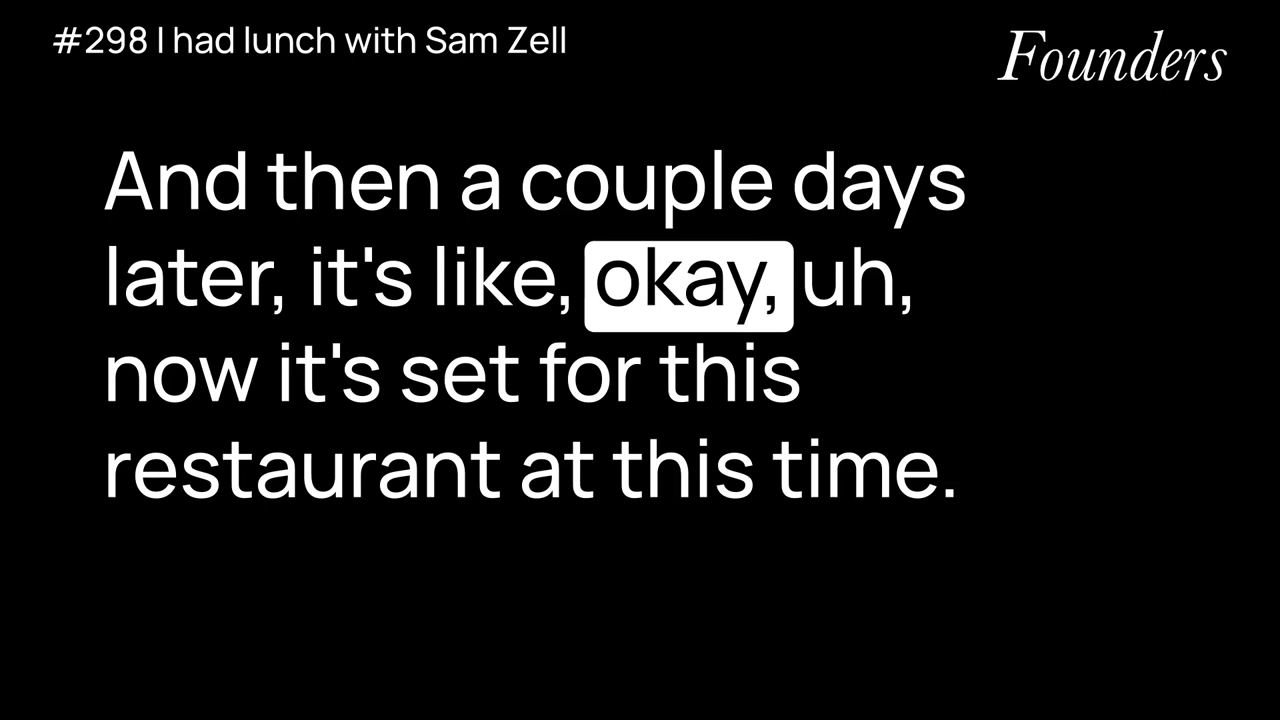 #298 I had lunch with Sam Zell
Founders
And then a couple days
later, it's like, okay, uh,
now it's set for this
restaurant at this time.